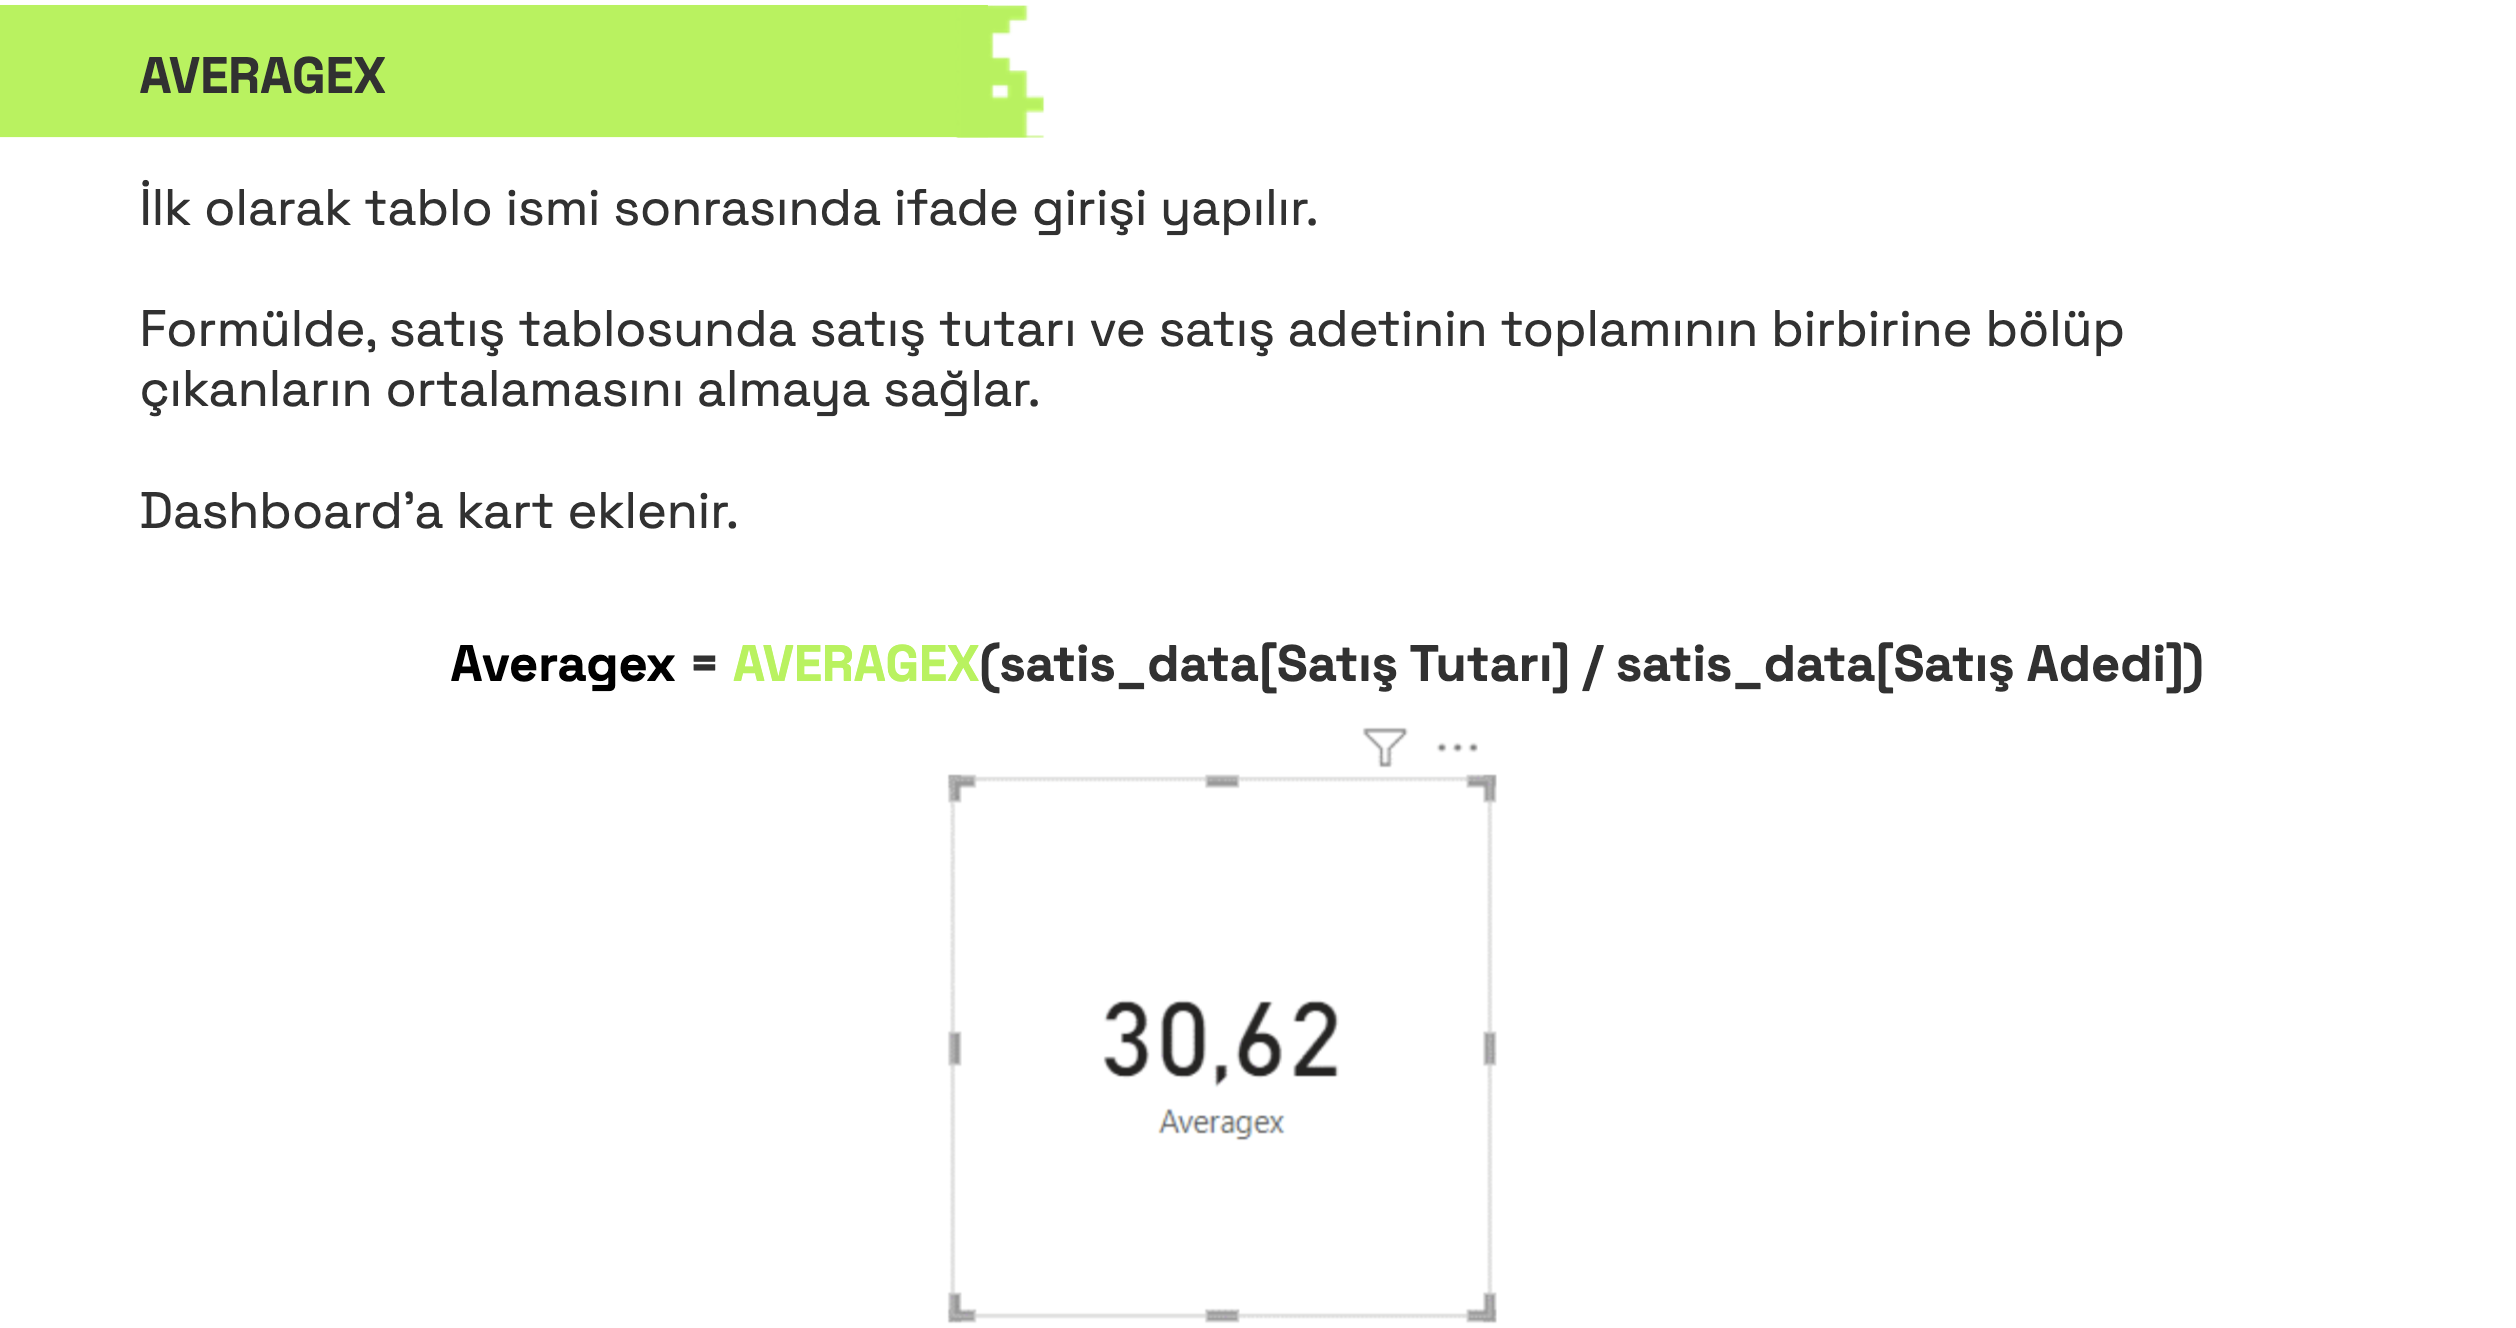 AVERAGEX
İlk olarak tablo ismi sonrasında ifade girişi yapılır.
Formülde, satış tablosunda satış tutarı ve satış adetinin toplamının birbirine bölüp
çıkanların ortalamasını almaya sağlar.
Dashboard'a kart eklenir.
Averagex = AVERAGEX(satis_data[Satış Tutarı] / satis_data[Satış Adedi])
30,62
Averagex